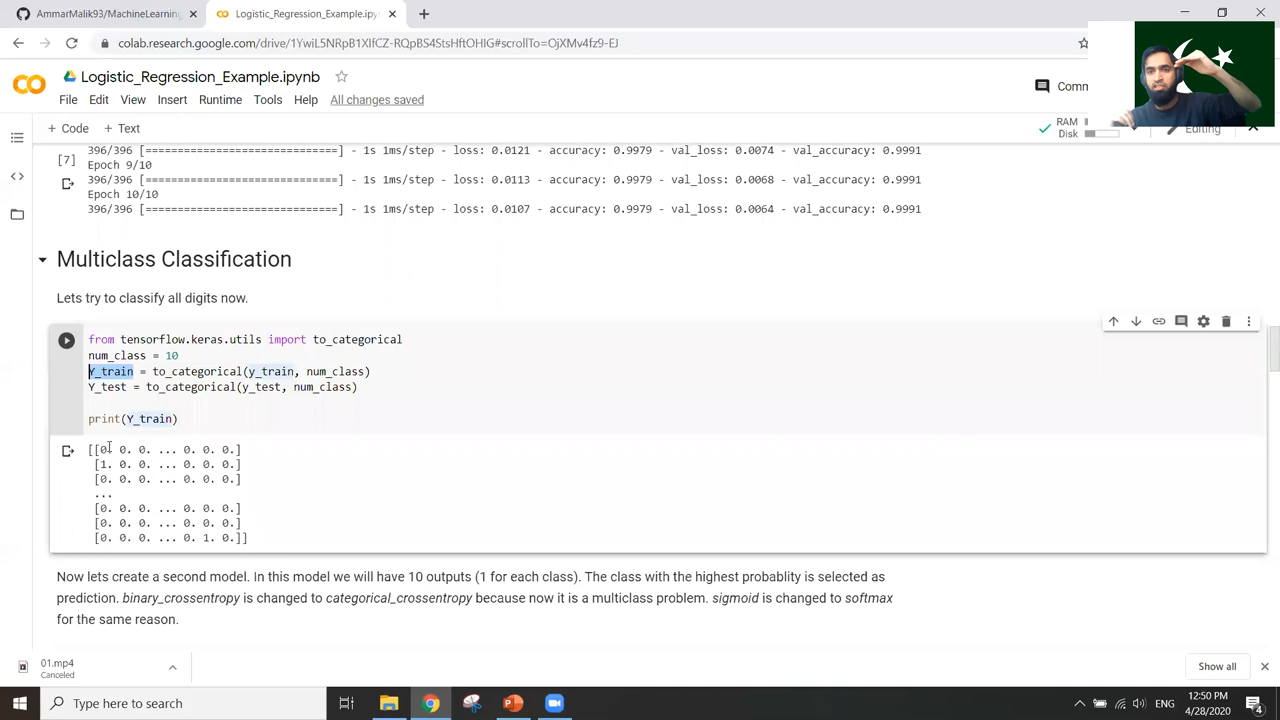 AmmarMalik93/MachineLearning
Logistic_Regression_Example.ipynb
colab.research.google.com/drive/1YwiL5NRpB1XIfCZ-RQpBS4StsHftOHIG#scrollTo=OjXMv4fz9-EJ
Logistic_Regression_Example.ipynb
File Edit View Insert Runtime Tools Help All changes saved
Comm
+ Code + Text
RAM
Disk
Editing
396/396 [==============================] - 1s 1ms/step - loss: 0.0121 - accuracy: 0.9979 - val_loss: 0.0074 - val_accuracy: 0.9991
[7]
Epoch 9/10
396/396 [==============================] - 1s 1ms/step - loss: 0.0113 - accuracy: 0.9979 - val_loss: 0.0068 - val_accuracy: 0.9991
Epoch 10/10
396/396 [==============================] - 1s 1ms/step - loss: 0.0107 - accuracy: 0.9979 - val_loss: 0.0064 - val_accuracy: 0.9991
Multiclass Classification
Lets try to classify all digits now.
from tensorflow.keras.utils import to_categorical
num_class = 10
Y_train = to_categorical(y_train, num_class)
Y_test = to_categorical(y_test, num_class)
print(Y_train)
[[0. 0. 0. ... 0. 0. 0.]
[1. 0. 0. ... 0. 0. 0.]
[0. 0. 0. ... 0. 0. 0.]
...
[0. 0. 0. ... 0. 0. 0.]
[0. 0. 0. ... 0. 0. 0.]
[0. 0. 0. ... 0. 1. 0.]]
Now lets create a second model. In this model we will have 10 outputs (1 for each class). The class with the highest probablity is selected as
prediction. binary_crossentropy is changed to categorical_crossentropy because now it is a multiclass problem. sigmoid is changed to softmax
for the same reason.
01.mp4
Canceled
Show all
Type here to search
ENG
12:50 PM
4/28/2020
4